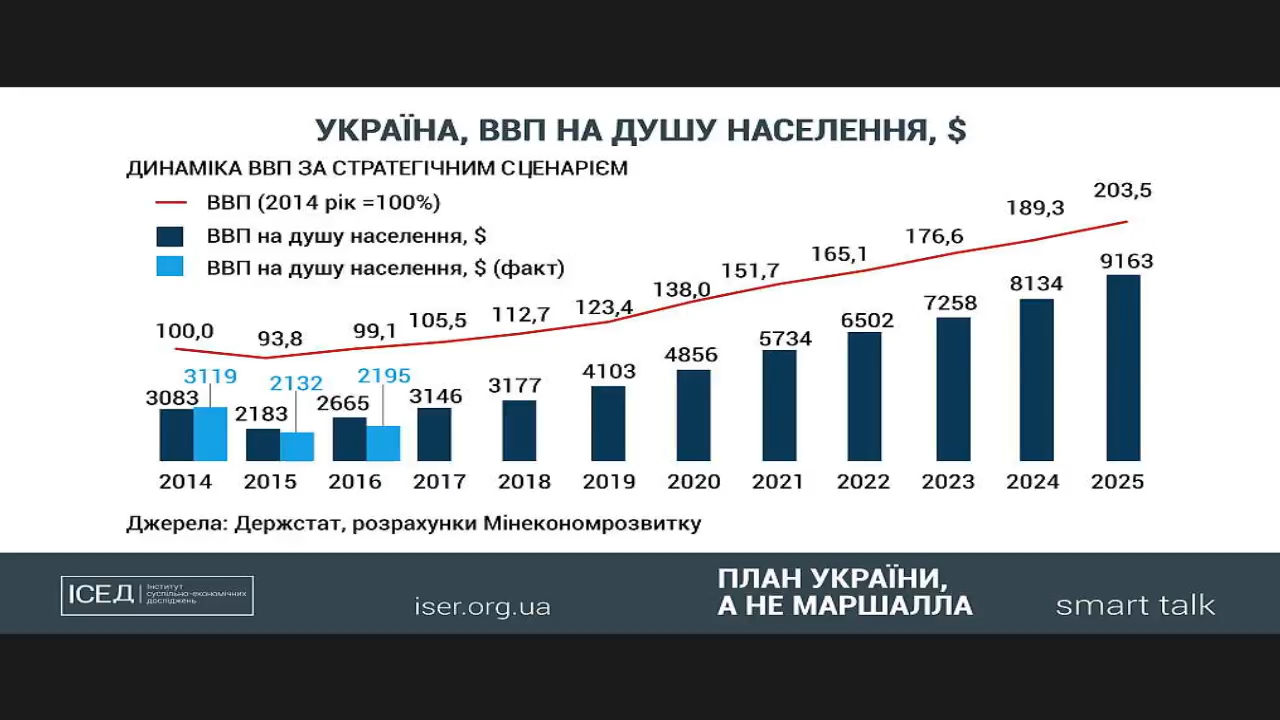 УКРАЇНА, ВВП НА ДУШУ НАСЕЛЕННЯ, $
ДИНАМІКА ВВП ЗА СТРАТЕГІЧНИМ СЦЕНАРІЄМ
ВВП (2014 рік =100%)
ВВП на душу населення, $
ВВП на душу населення, $ (факт)
100,0 93,8 99,1 105,5 112,7 123,4 138,0 151,7 165,1 176,6 189,3 203,5
3119 2132 2195
3083 2183 2665 3146 3177 4103 4856 5734 6502 7258 8134 9163
2014 2015 2016 2017 2018 2019 2020 2021 2022 2023 2024 2025
Джерела: Держстат, розрахунки Мінекономрозвитку
ІСЕД
Інститут
суспільно-економічних
досліджень
iser.org.ua
ПЛАН УКРАЇНИ,
А НЕ МАРШАЛЛА
smart talk